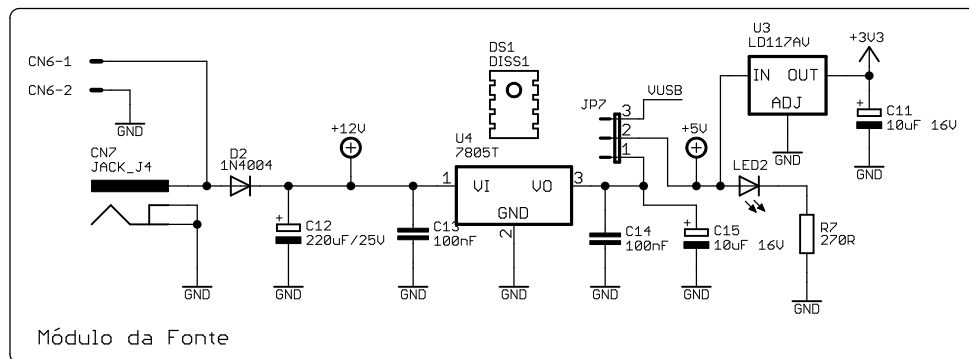 CN6-1
CN6-2
GND
CN7
JACK_J4
GND
D2
1N4004
+12V
C12
220uF/25V
GND
C13
100nF
GND
DS1
DISS1
U4
7805T
1
VI
VO
3
GND
2
GND
JP7
3
2
1
VUSB
C14
100nF
GND
+5V
C15
10uF 16V
GND
LED2
R7
270R
GND
U3
LD117AV
IN
OUT
ADJ
GND
+3V3
C11
10uF 16V
GND
Módulo da Fonte